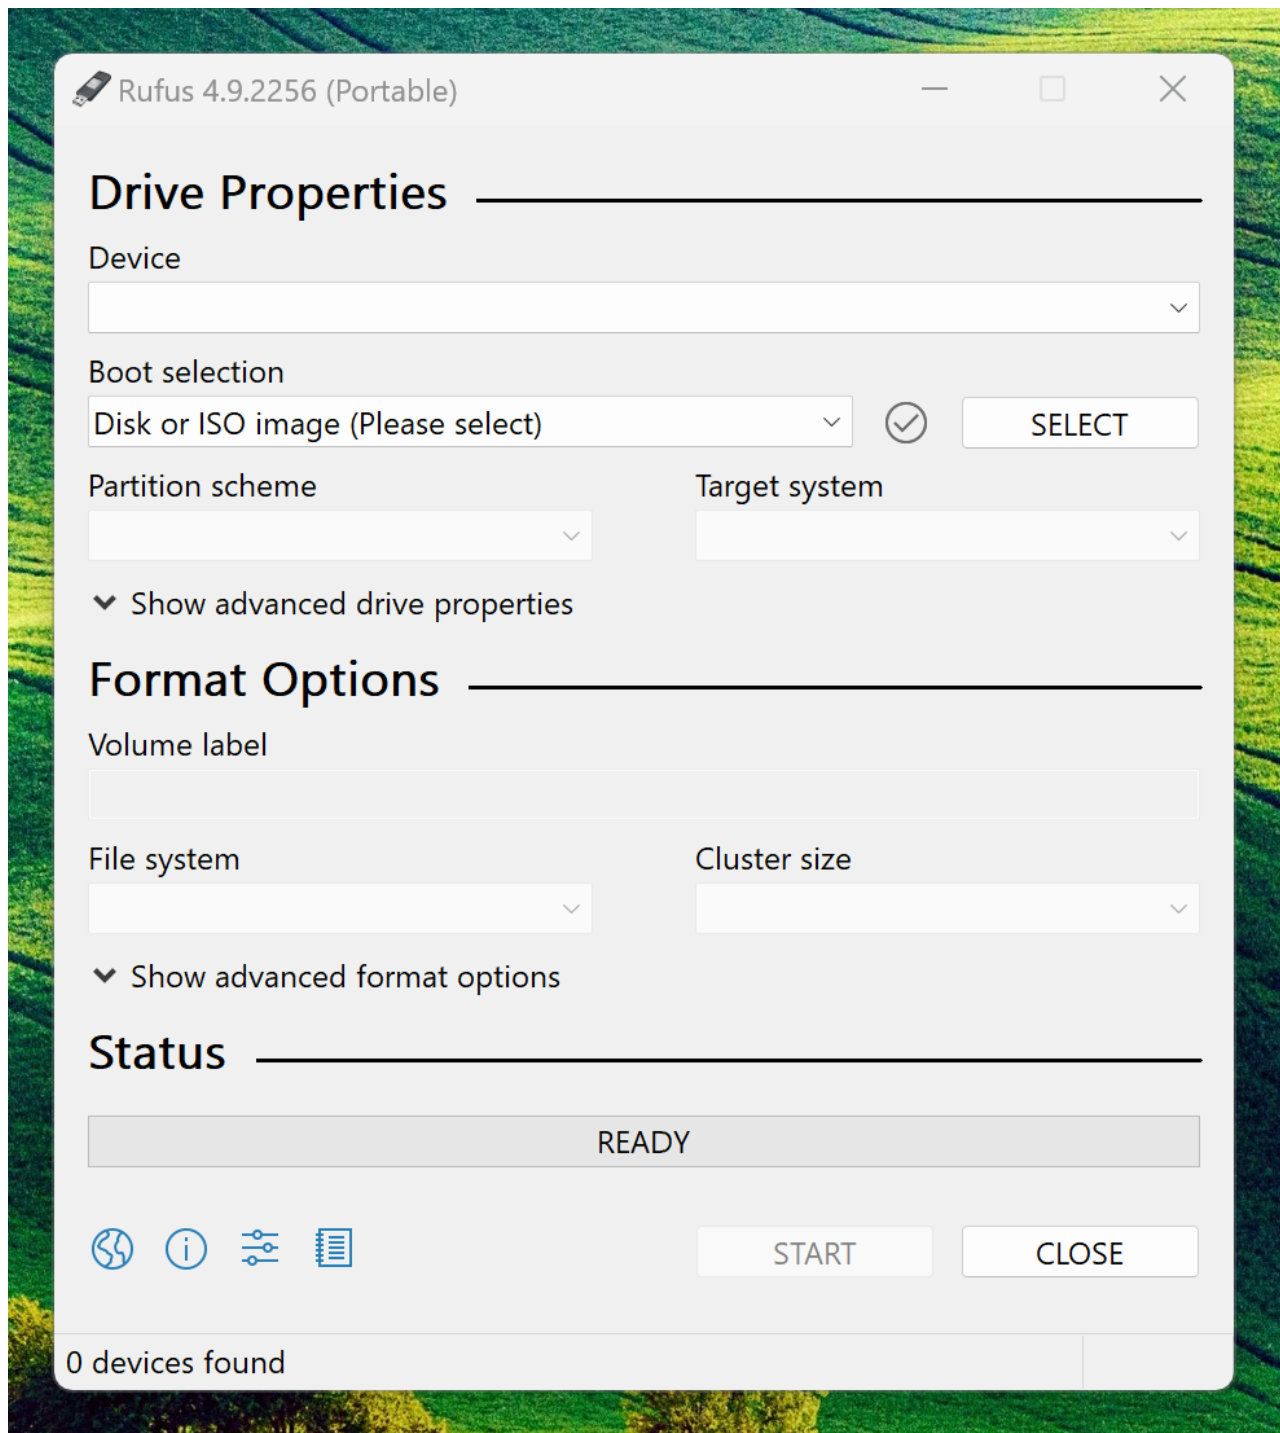 Rufus 4.9.2256 (Portable)
Drive Properties
Device
Boot selection
Disk or ISO image (Please select)
SELECT
Partition scheme
Target system
Show advanced drive properties
Format Options
Volume label
File system
Cluster size
Show advanced format options
Status
READY
START
CLOSE
0 devices found